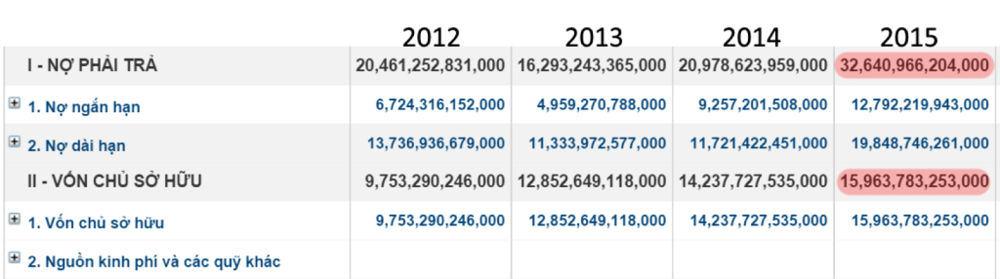 2012 2013 2014 2015
I - NỢ PHẢI TRẢ 20,461,252,831,000 16,293,243,365,000 20,978,623,959,000 32,640,966,204,000
1. Nợ ngắn hạn 6,724,316,152,000 4,959,270,788,000 9,257,201,508,000 12,792,219,943,000
2. Nợ dài hạn 13,736,936,679,000 11,333,972,577,000 11,721,422,451,000 19,848,746,261,000
II - VỐN CHỦ SỞ HỮU 9,753,290,246,000 12,852,649,118,000 14,237,727,535,000 15,963,783,253,000
1. Vốn chủ sở hữu 9,753,290,246,000 12,852,649,118,000 14,237,727,535,000 15,963,783,253,000
2. Nguồn kinh phí và các quỹ khác